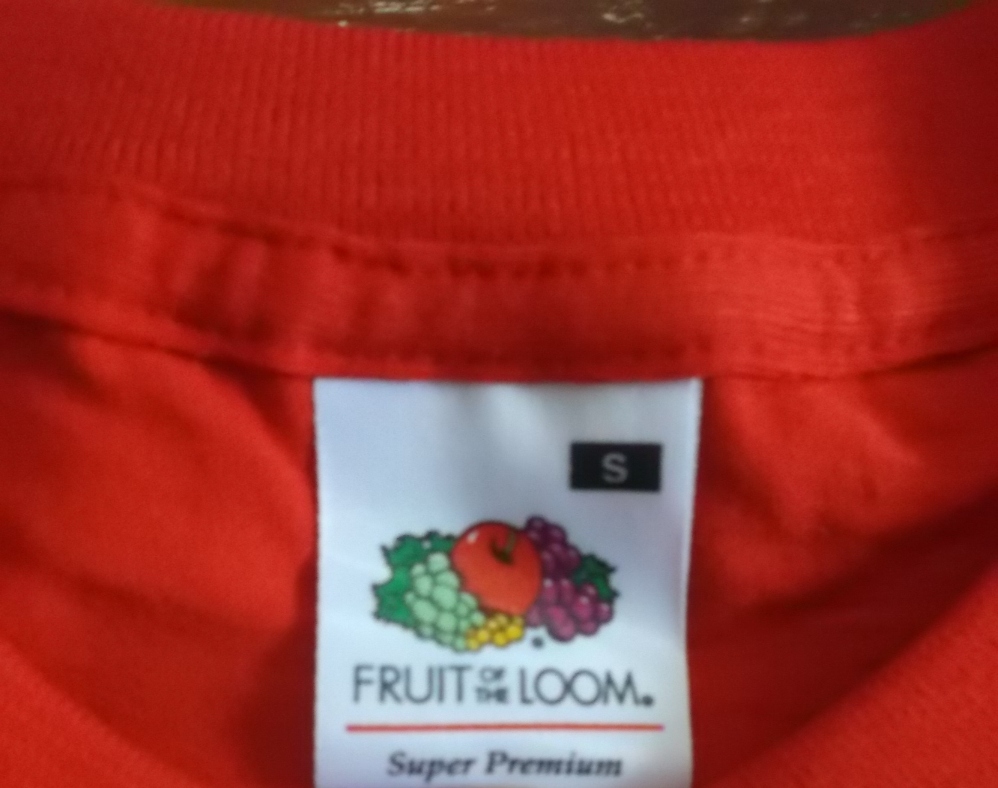 S
FRUIT OF THE LOOM.
Super Premium